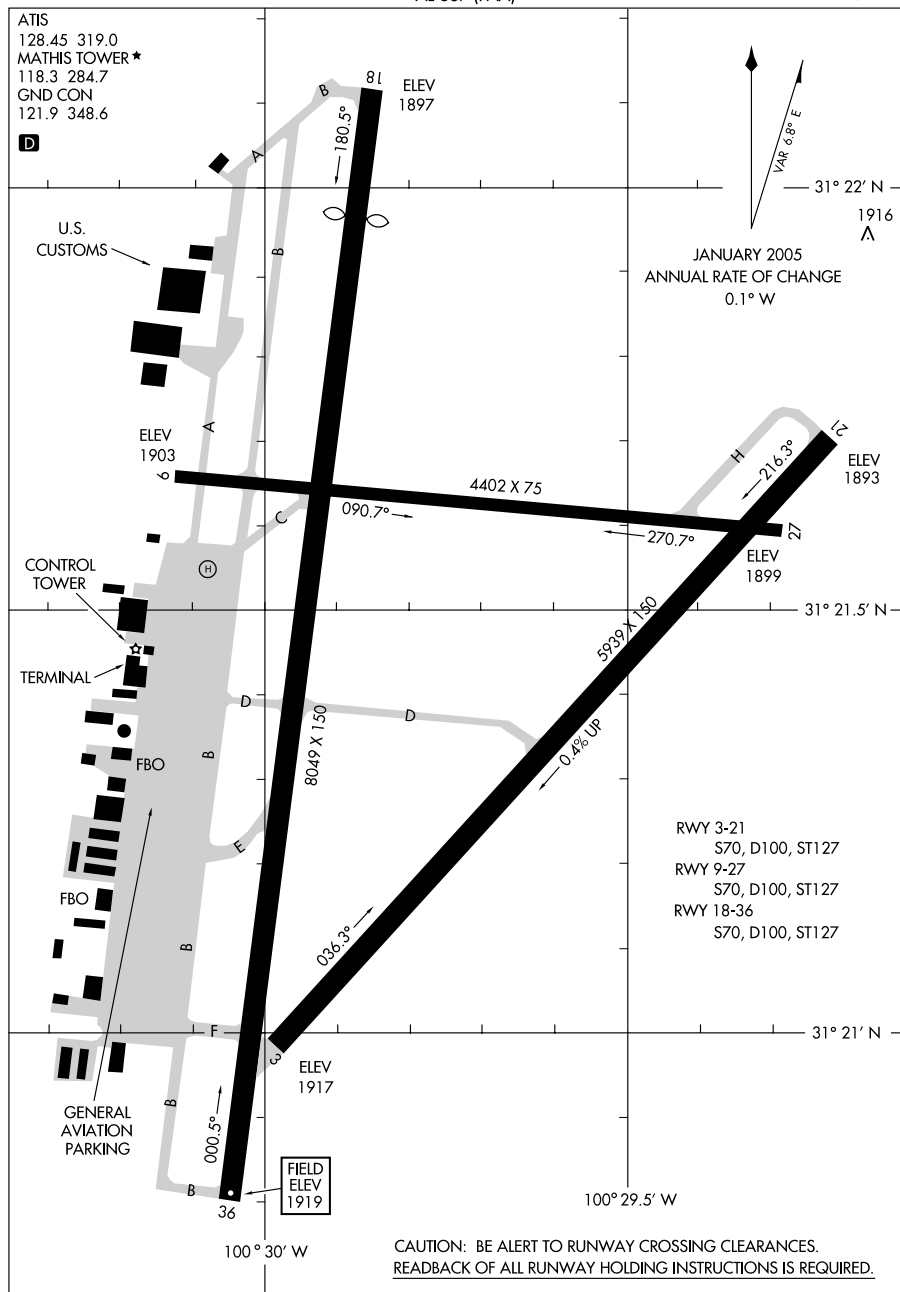 ATIS
128.45 319.0
MATHIS TOWER ★
118.3 284.7
GND CON
121.9 348.6
D
18
ELEV
1897
180.5°
B
A
B
VAR 6.8° E
31° 22' N
1916
JANUARY 2005
ANNUAL RATE OF CHANGE
0.1° W
U.S.
CUSTOMS
A
ELEV
1903
9
4402 X 75
090.7°
270.7°
C
H
216.3°
21
ELEV
1893
27
ELEV
1899
CONTROL
TOWER
H
31° 21.5' N
TERMINAL
5939 X 150
D
D
B
8049 X 150
0.4% UP
FBO
E
RWY 3-21
S70, D100, ST127
RWY 9-27
S70, D100, ST127
RWY 18-36
S70, D100, ST127
FBO
036.3°
B
F
31° 21' N
3
ELEV
1917
GENERAL
AVIATION
PARKING
B
000.5°
B
FIELD
ELEV
1919
36
100° 29.5' W
100° 30' W
CAUTION: BE ALERT TO RUNWAY CROSSING CLEARANCES.
READBACK OF ALL RUNWAY HOLDING INSTRUCTIONS IS REQUIRED.